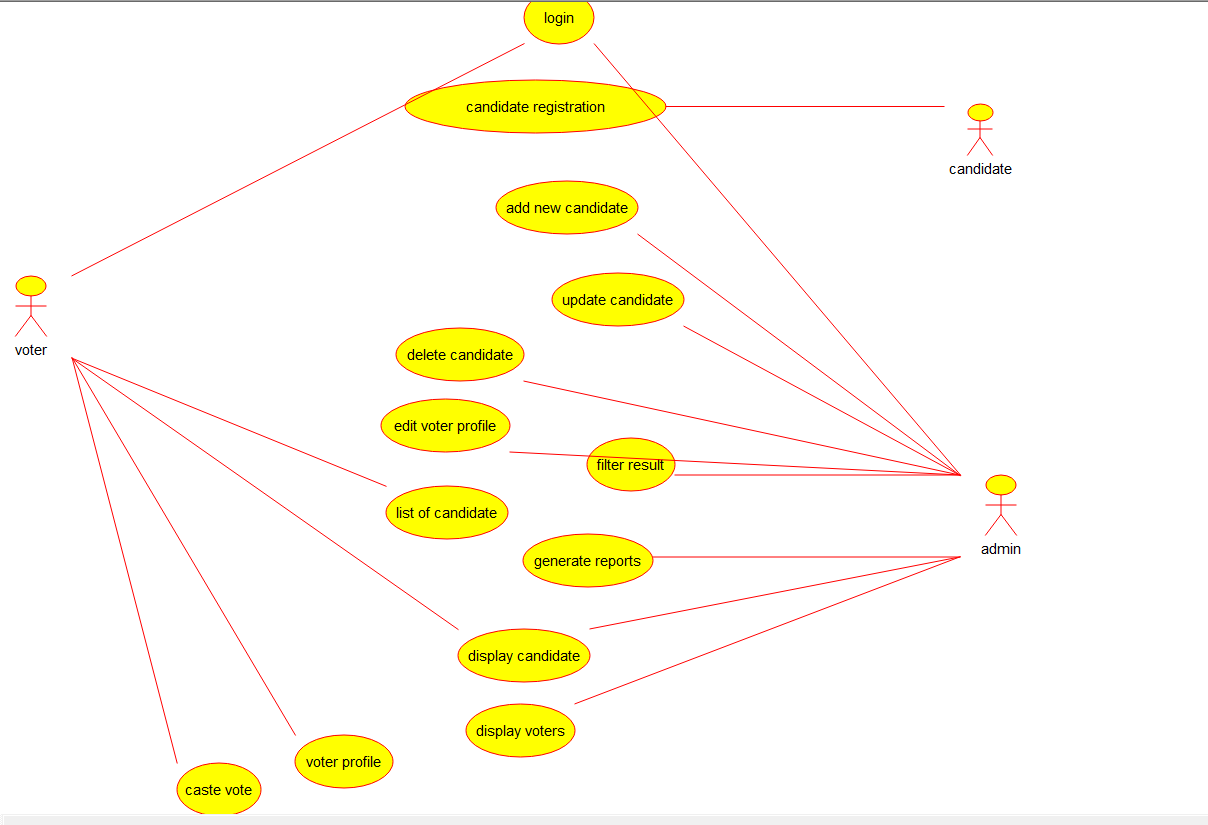 login
candidate registration
candidate
add new candidate
update candidate
voter
delete candidate
edit voter profile
filter result
list of candidate
admin
generate reports
display candidate
display voters
voter profile
caste vote